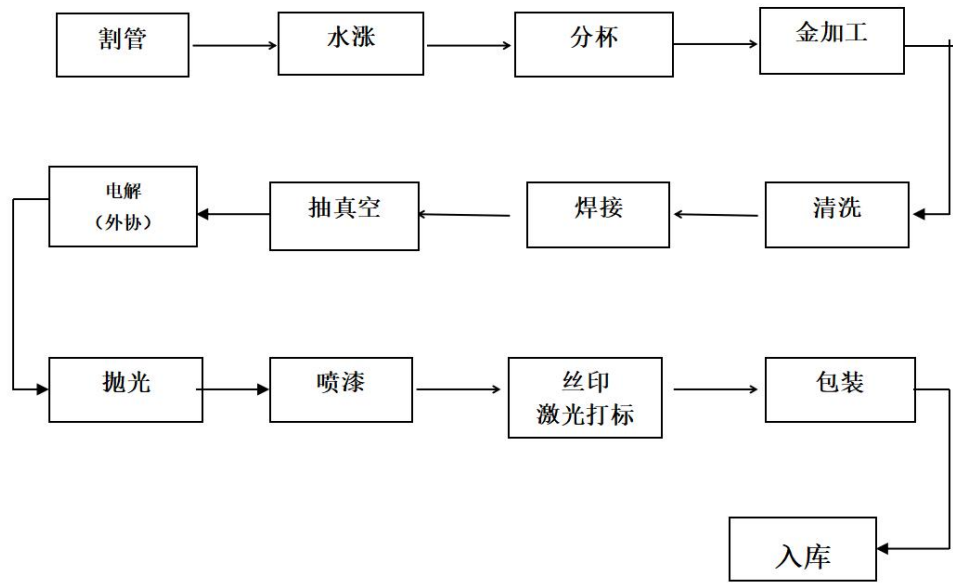 割管
水涨
分杯
金加工
电解
（外协）
抽真空
焊接
清洗
抛光
喷漆
丝印
激光打标
包装
入库